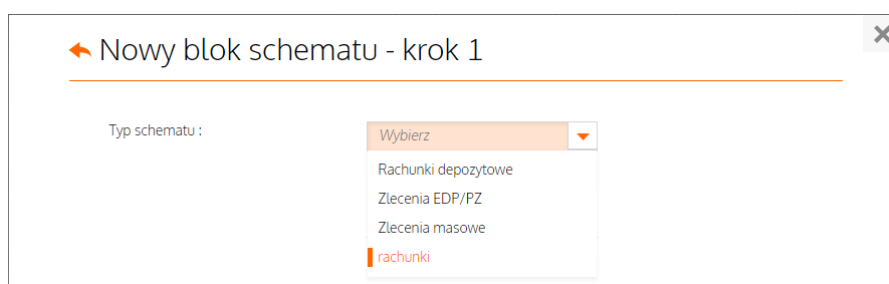 Nowy blok schematu - krok 1
Typ schematu :
Wybierz
Rachunki depozytowe
Zlecenia EDP/PZ
Zlecenia masowe
rachunki